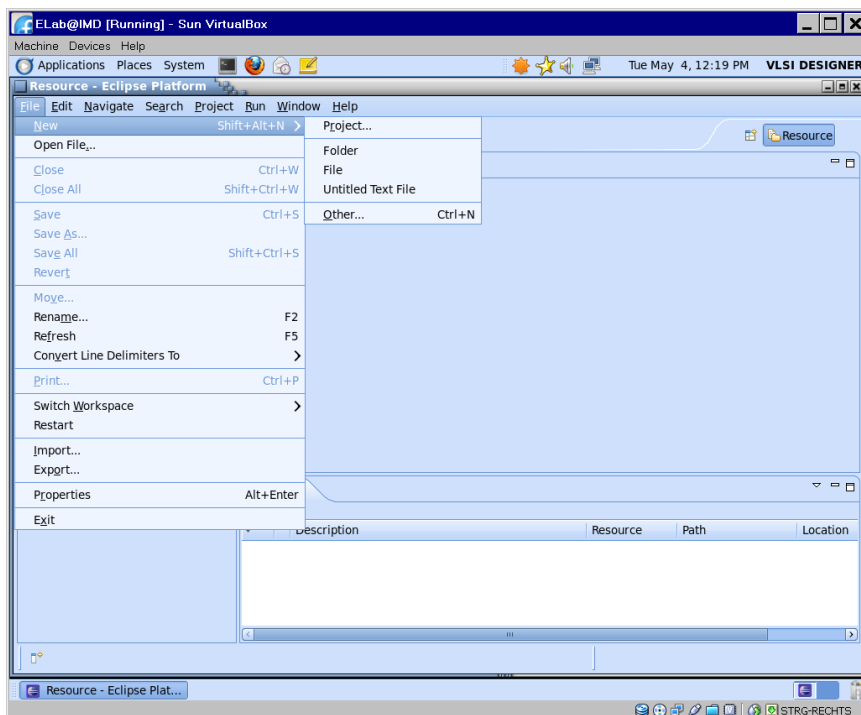 ELab@IMD [Running] - Sun VirtualBox
Machine Devices Help
Applications Places System Tue May 4, 12:19 PM VLSI DESIGNER
Resource - Eclipse Platform
File Edit Navigate Search Project Run Window Help
New Shift+Alt+N
Project...
Resource
Open File...
Folder
Close Ctrl+W
File
Close All Shift+Ctrl+W
Untitled Text File
Save Ctrl+S
Other... Ctrl+N
Save As...
Save All Shift+Ctrl+S
Revert
Move...
Rename... F2
Refresh F5
Convert Line Delimiters To
Print... Ctrl+P
Switch Workspace
Restart
Import...
Export...
Properties Alt+Enter
Exit
Description Resource Path Location
Resource - Eclipse Plat...
STRG-RECHTS